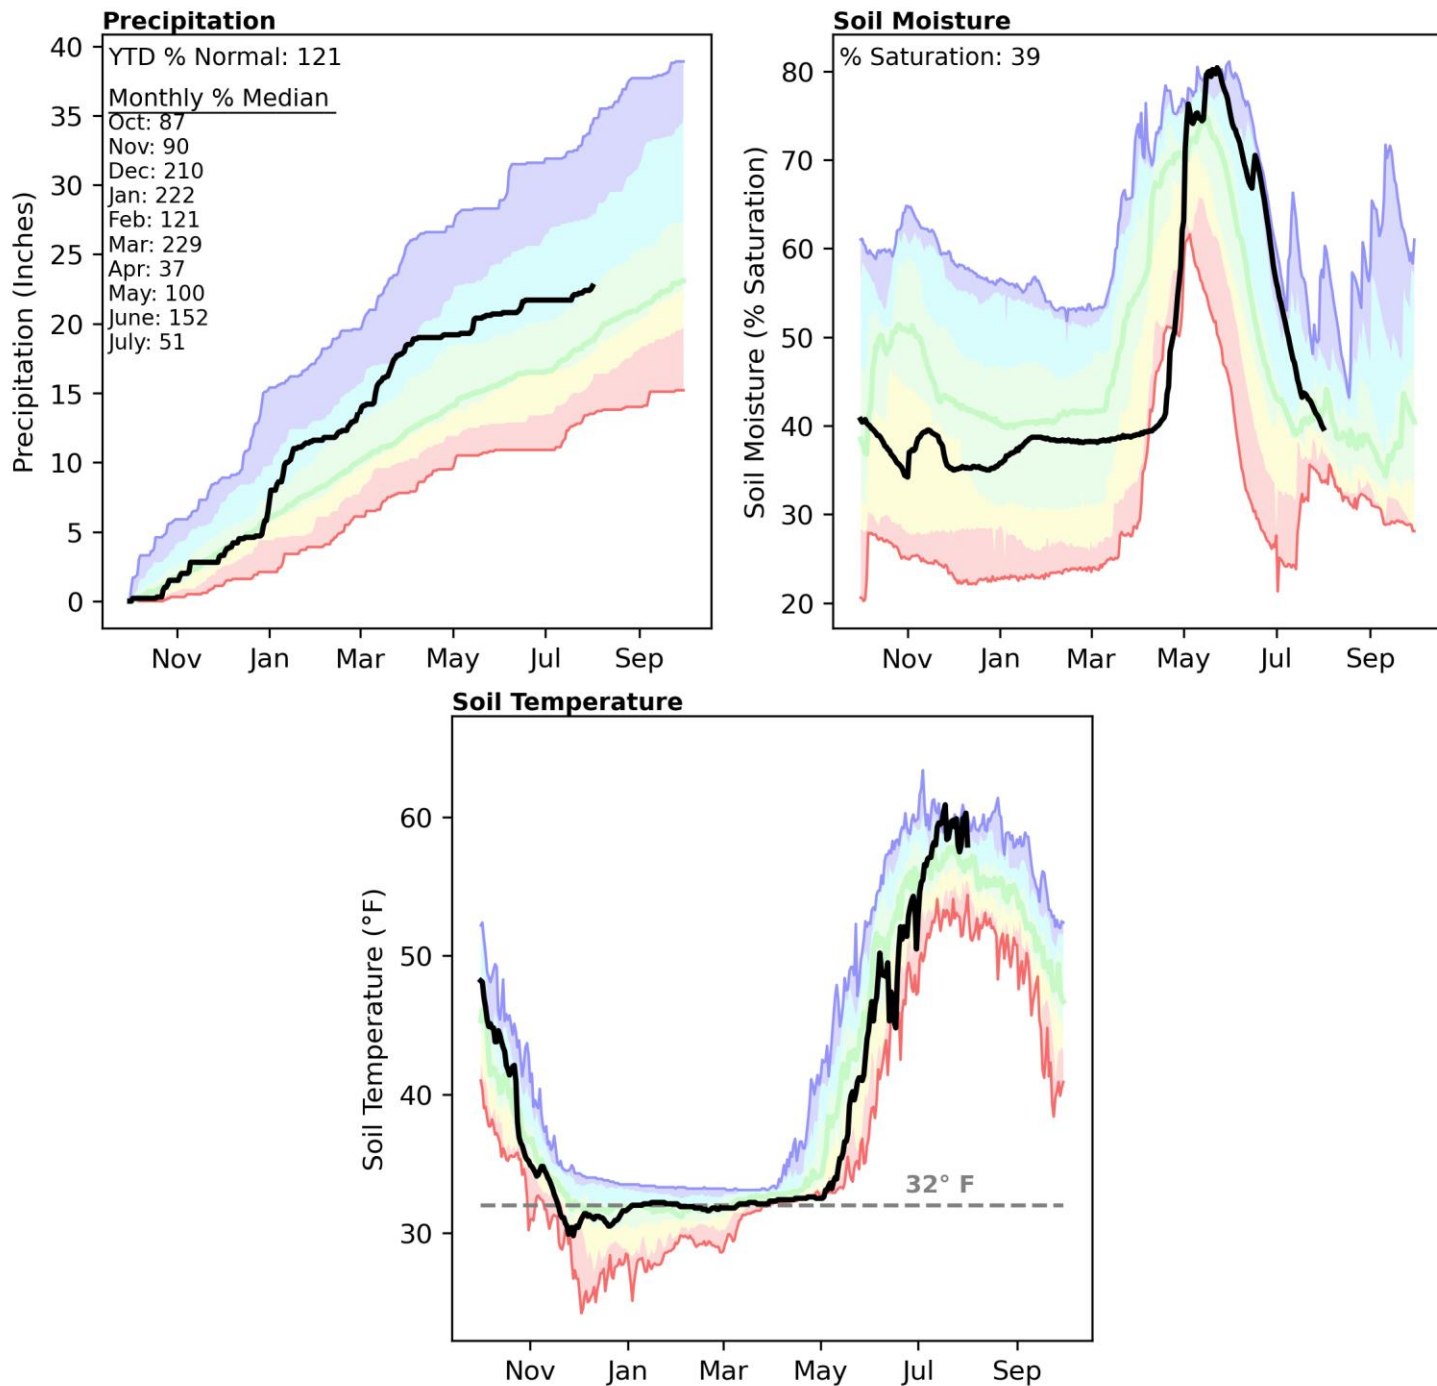 Precipitation
YTD % Normal: 121
Monthly % Median
Oct: 87
Nov: 90
Dec: 210
Jan: 222
Feb: 121
Mar: 229
Apr: 37
May: 100
June: 152
July: 51
Precipitation (Inches)
40
35
30
25
20
15
10
5
0
Nov Jan Mar May Jul Sep
Soil Moisture
% Saturation: 39
Soil Moisture (% Saturation)
80
70
60
50
40
30
20
Nov Jan Mar May Jul Sep
Soil Temperature
Soil Temperature (°F)
60
50
40
30
32° F
Nov Jan Mar May Jul Sep